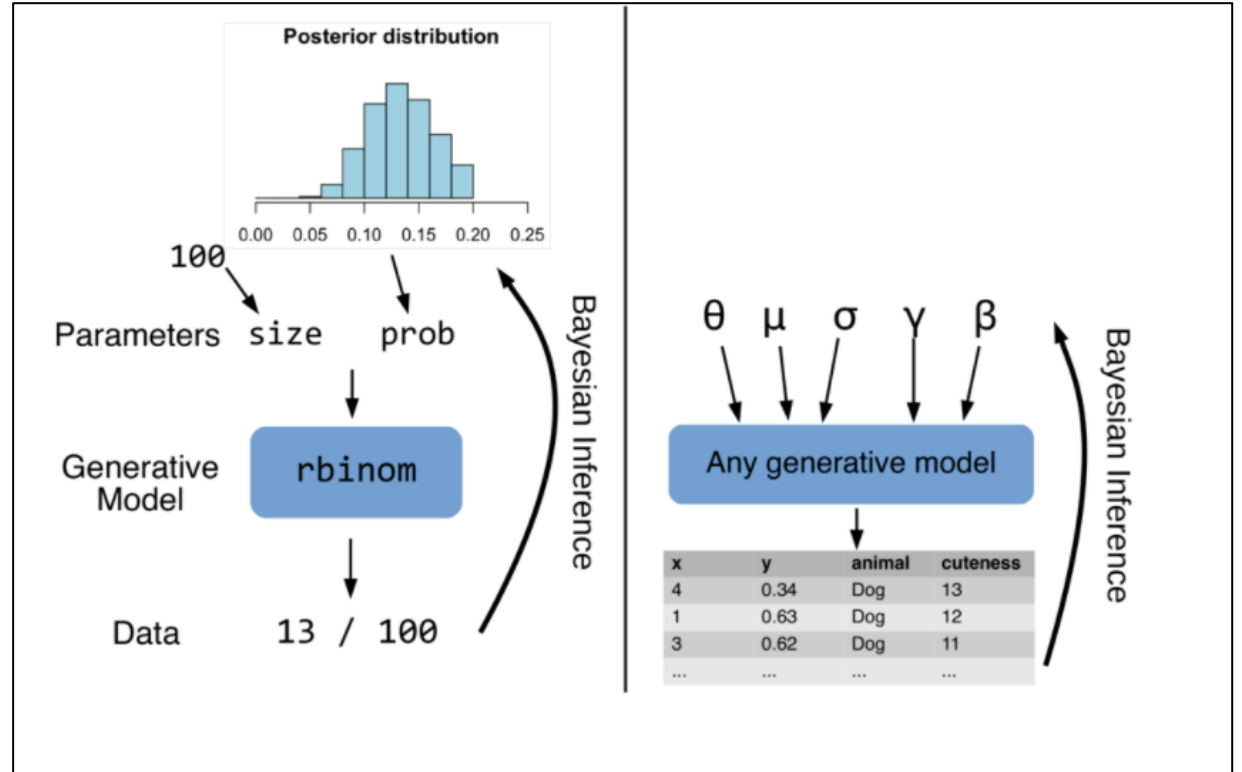 Posterior distribution
0.00 0.05 0.10 0.15 0.20 0.25
100
Parameters size prob
Generative
Model
rbinom
Data 13 / 100
Bayesian Inference
θ μ σ γ β
Any generative model
x y animal cuteness
4 0.34 Dog 13
1 0.63 Dog 12
3 0.62 Dog 11
... ... ... ...
Bayesian Inference